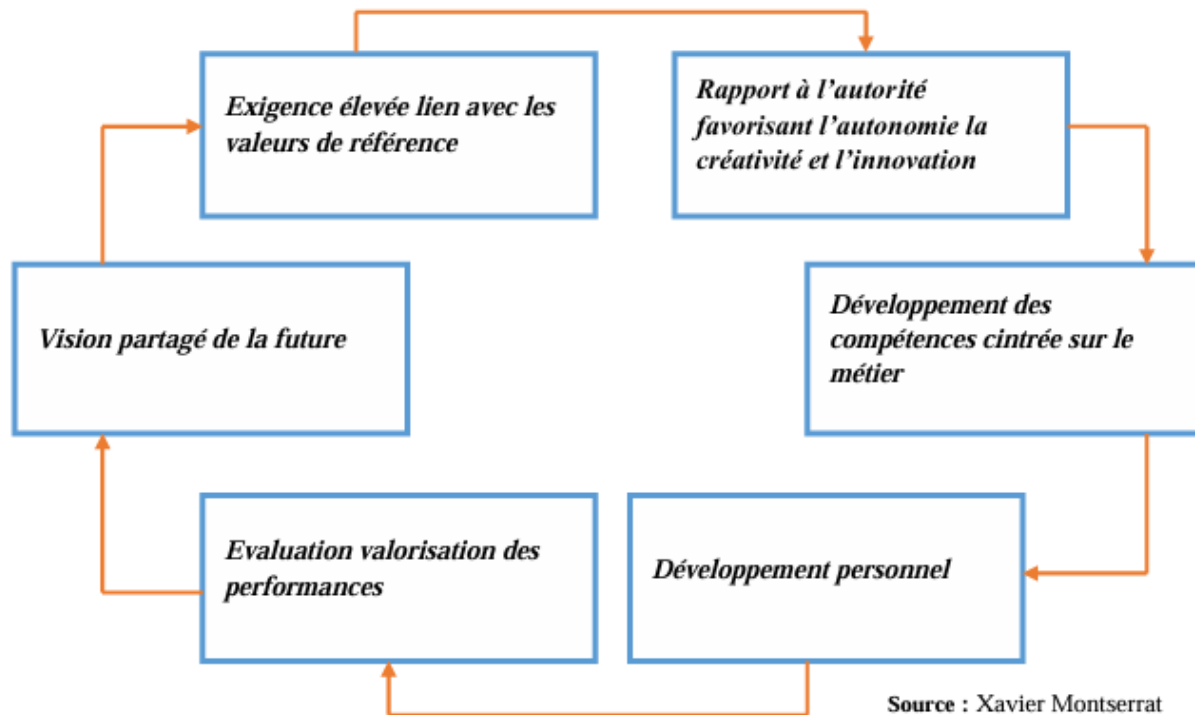 Exigence élevée lien avec les
valeurs de référence
Rapport à l'autorité
favorisant l'autonomie la
créativité et l'innovation
Vision partagé de la future
Développement des
compétences cintrée sur le
métier
Evaluation valorisation des
performances
Développement personnel
Source : Xavier Montserrat